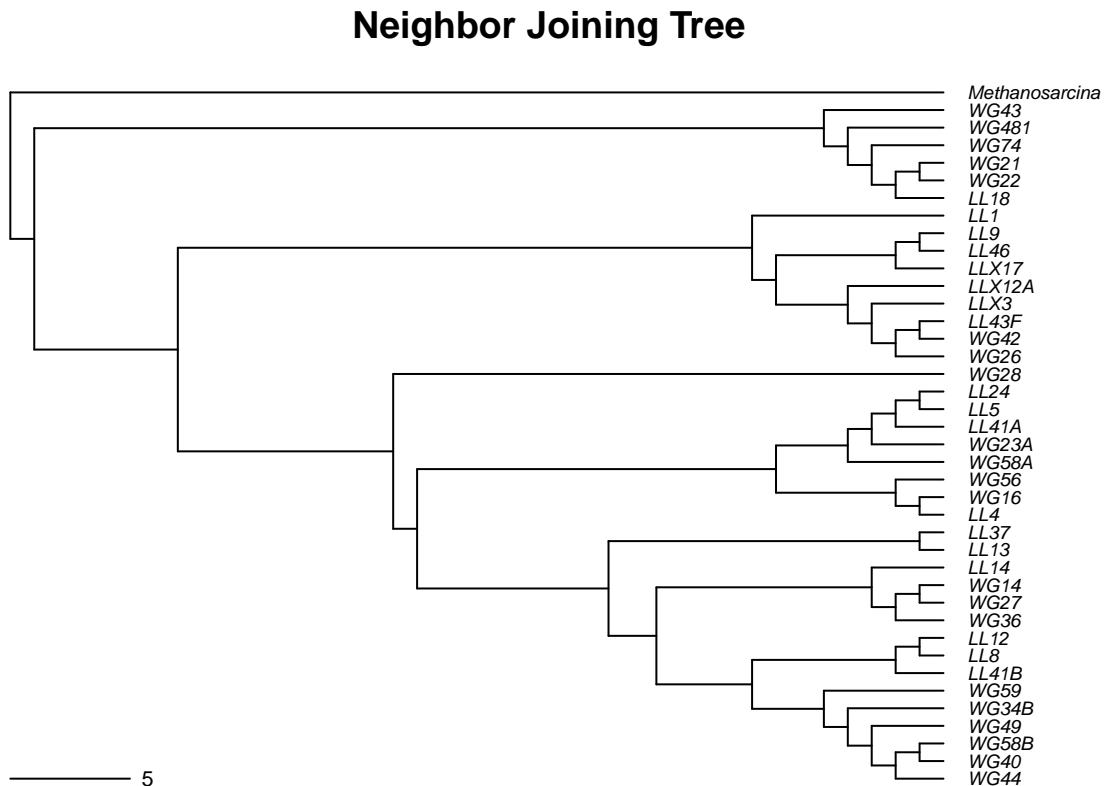 Neighbor Joining Tree
Methanosarcina
WG43
WG481
WG74
WG21
WG22
LL18
LL1
LL9
LL46
LLX17
LLX12A
LLX3
LL43F
WG42
WG26
WG28
LL24
LL5
LL41A
WG23A
WG58A
WG56
WG16
LL4
LL37
LL13
LL14
WG14
WG27
WG36
LL12
LL8
LL41B
WG59
WG34B
WG49
WG58B
WG40
WG44
5